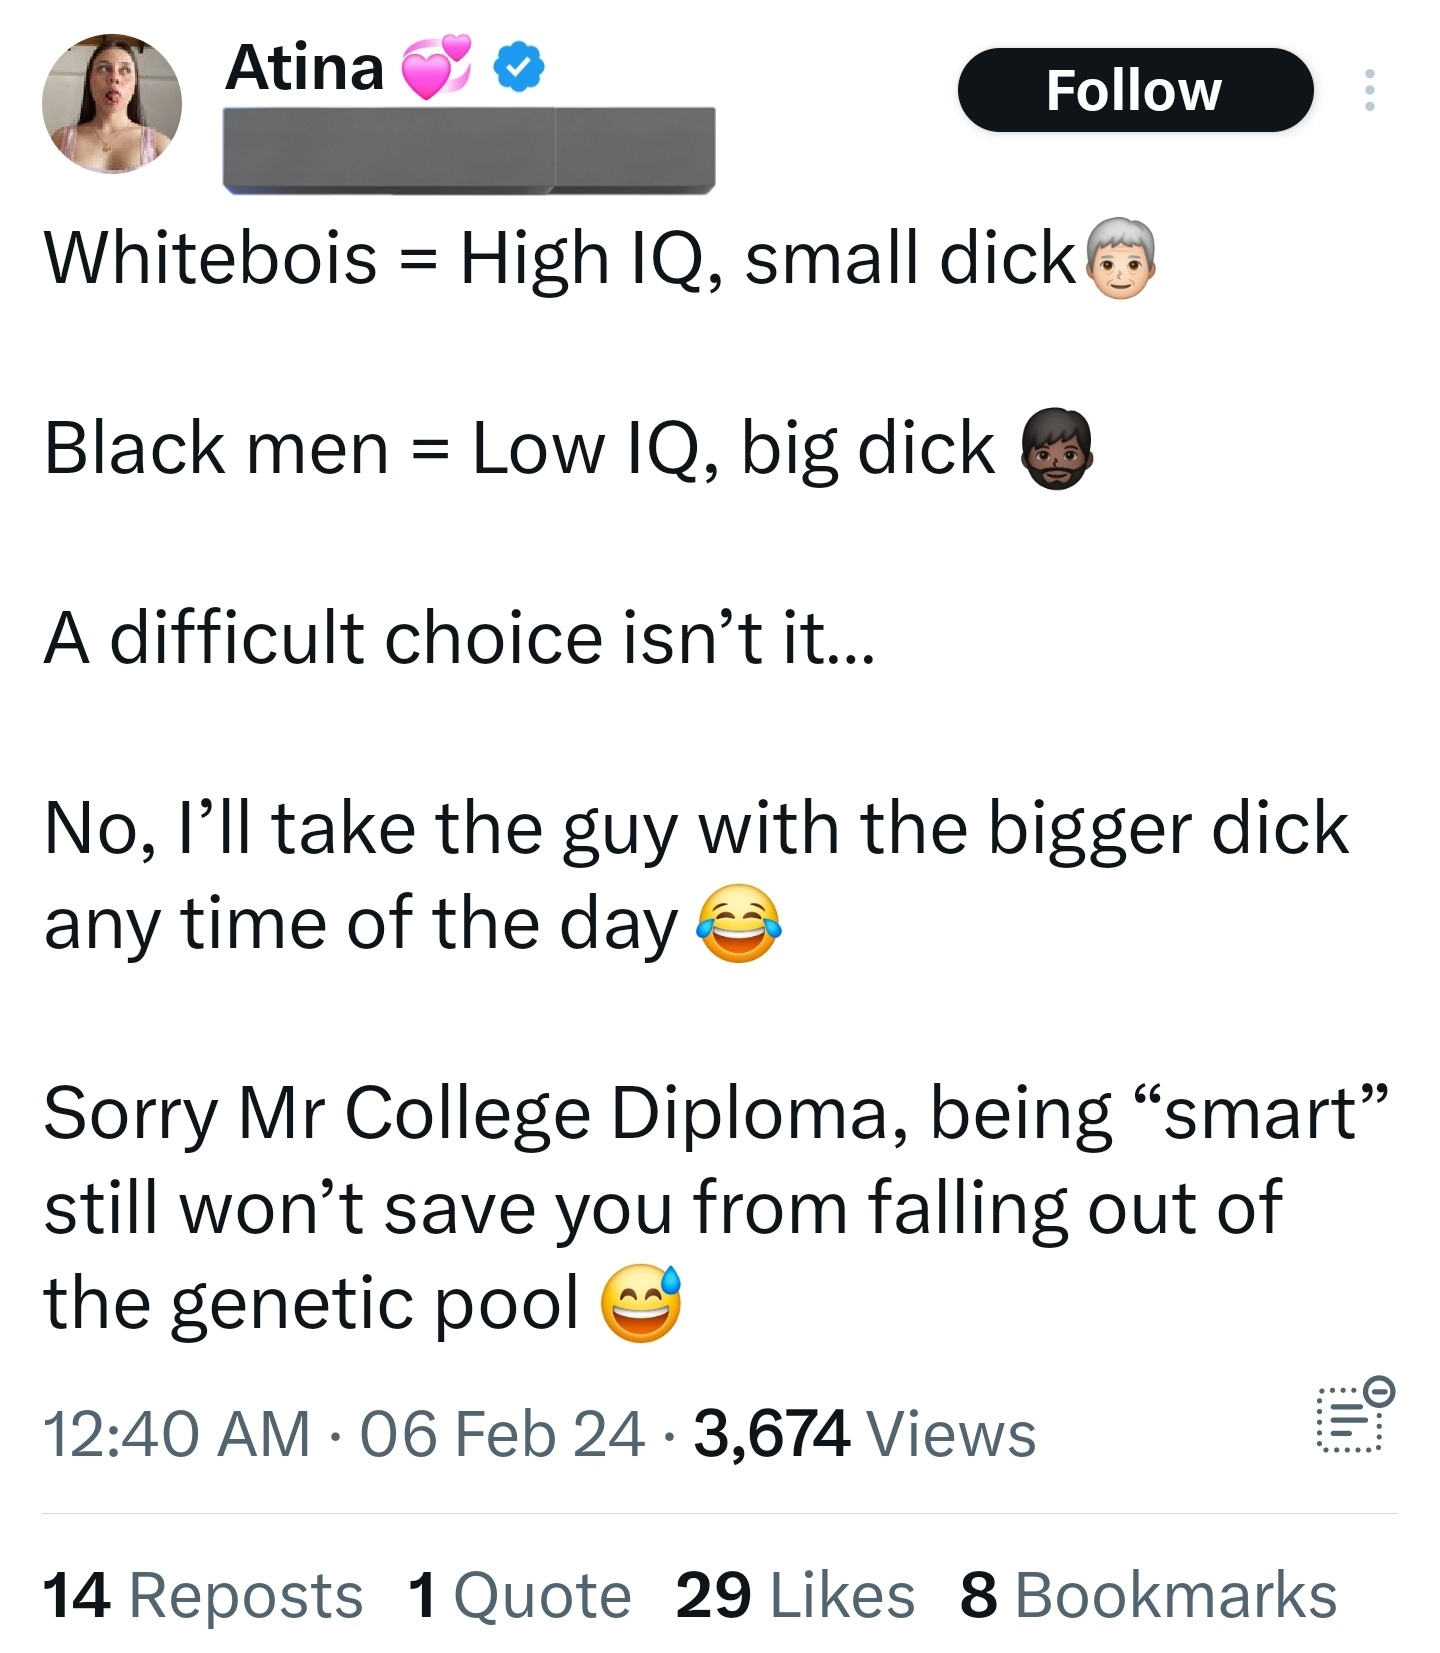 Atina 💞
Follow
Whitebois = High IQ, small dick👨🏻‍🦳
Black men = Low IQ, big dick 🧔🏿
A difficult choice isn’t it...
No, I’ll take the guy with the bigger dick
any time of the day 😂
Sorry Mr College Diploma, being “smart”
still won’t save you from falling out of
the genetic pool 😅
12:40 AM · 06 Feb 24 · 3,674 Views
14 Reposts 1 Quote 29 Likes 8 Bookmarks